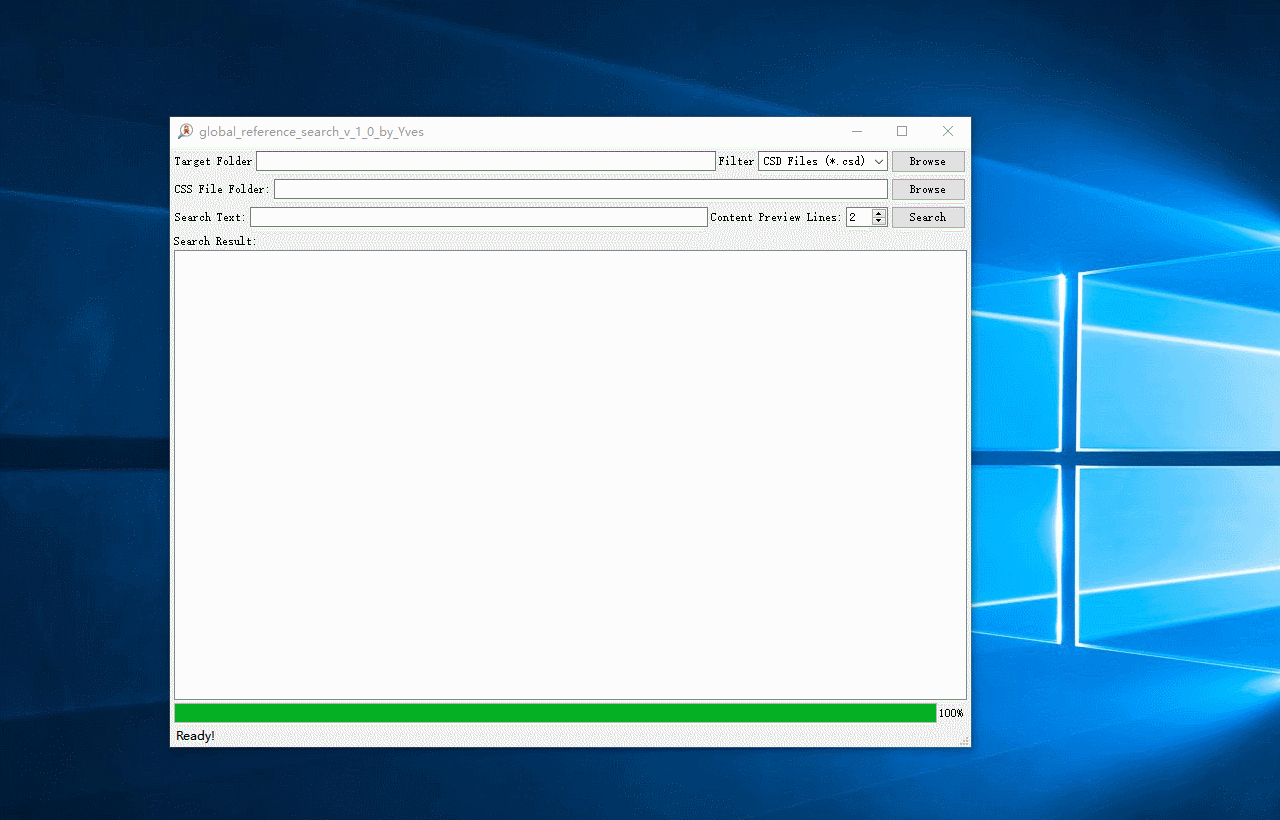 global_reference_search_v_1_0_by_Yves
Target Folder Filter CSD Files (*.csd) Browse
CSS File Folder: Browse
Search Text: Content Preview Lines: 2 Search
Search Result:
100%
Ready!